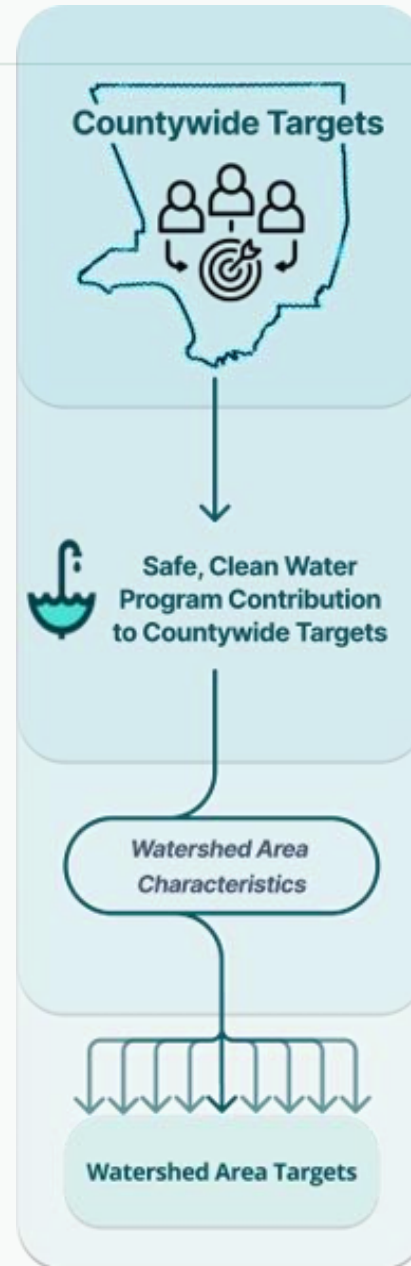 Countywide Targets
Safe, Clean Water
Program Contribution
to Countywide Targets
Watershed Area
Characteristics
Watershed Area Targets